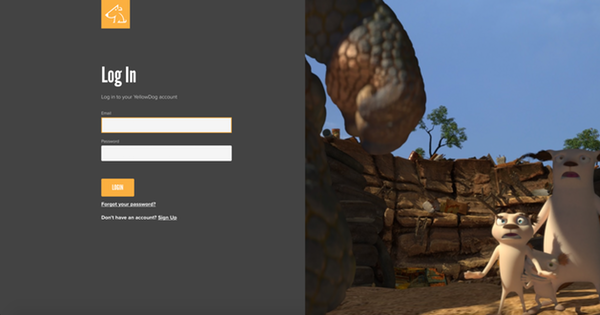 Log In
Log in to your YellowDog account
Email
Password
LOGIN
Forgot your password?
Don't have an account? Sign Up